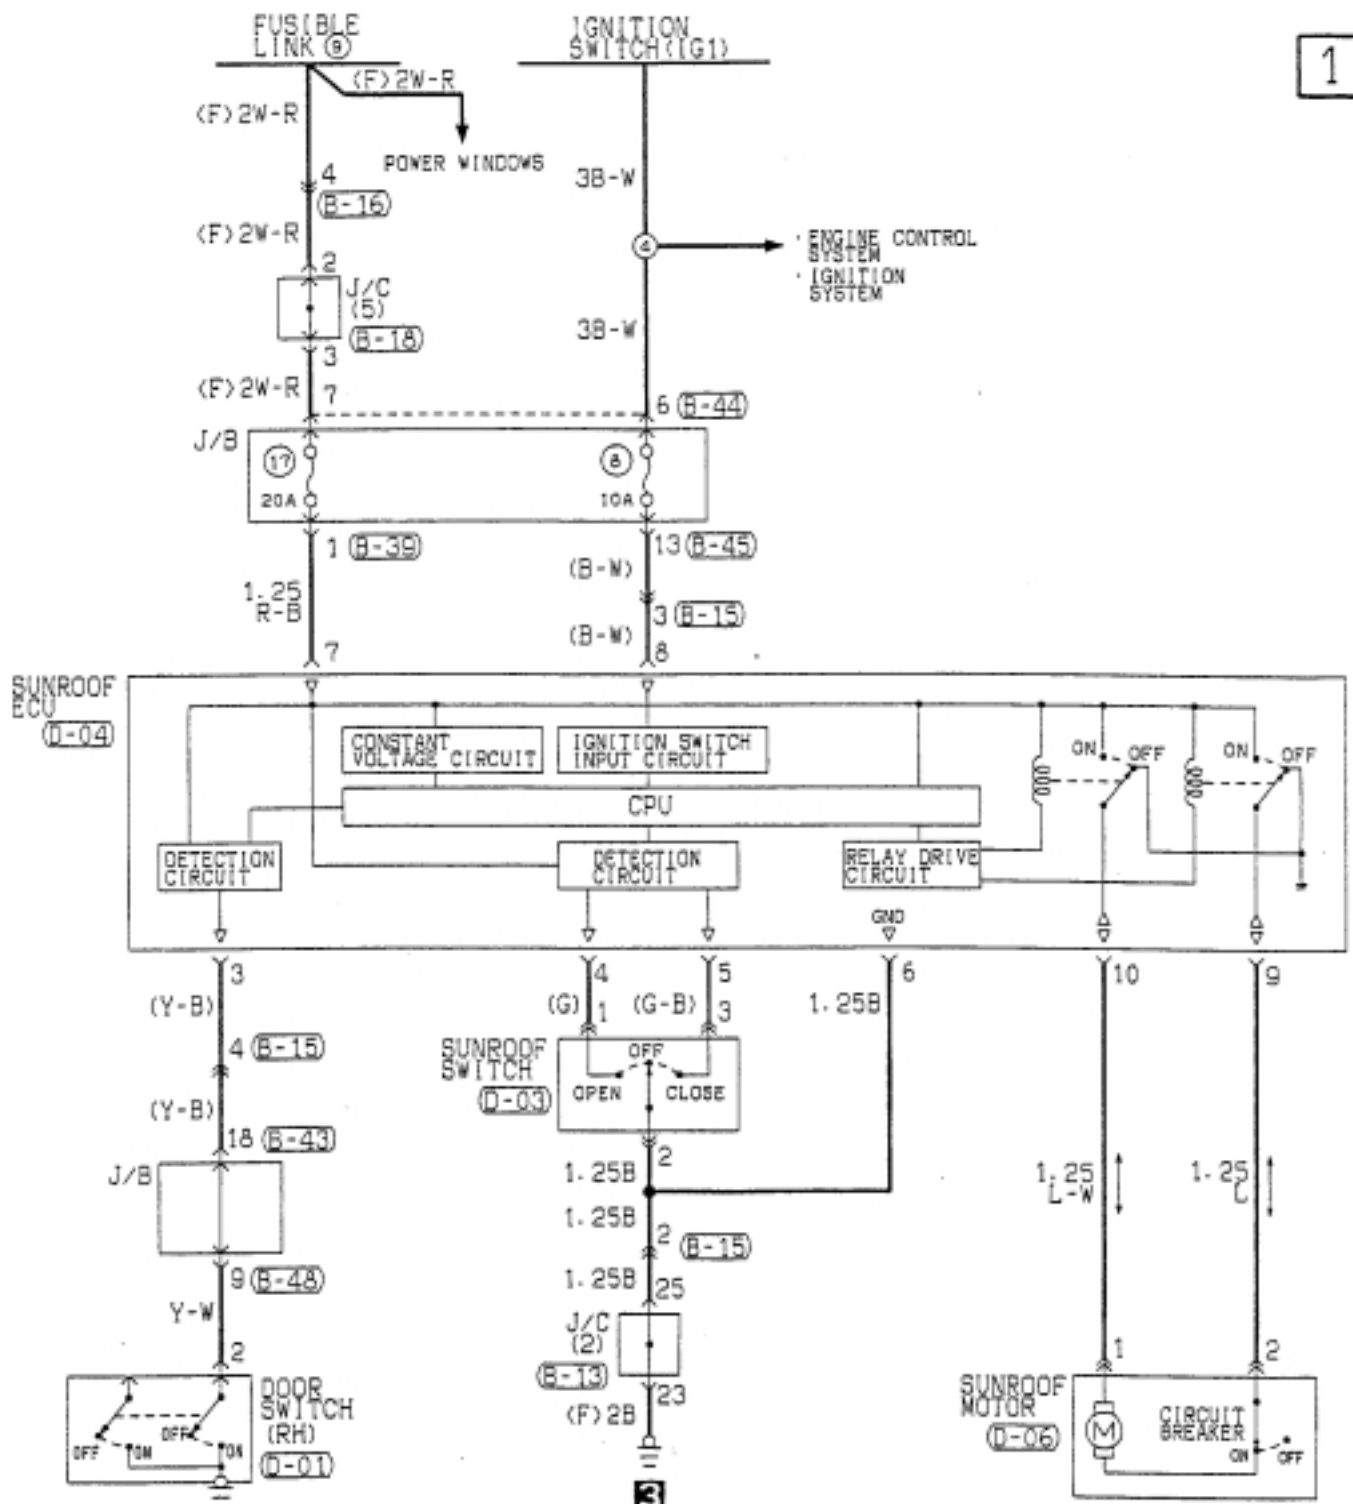 FUSIBLE
LINK ⑨
IGNITION
SWITCH(IG1)
1
(F)2W-R
(F)2W-R
POWER WINDOWS
3B-W
4
(B-16)
(F)2W-R
2
④
· ENGINE CONTROL
SYSTEM
· IGNITION
SYSTEM
J/C
(5)
(B-18)
3
3B-W
(F)2W-R
7
6 (B-44)
J/B
⑰
20A
⑧
10A
1 (B-39)
13 (B-45)
1.25
R-B
(B-W)
3 (B-15)
(B-W)
7
8
SUNROOF
ECU
(D-04)
CONSTANT
VOLTAGE CIRCUIT
IGNITION SWITCH
INPUT CIRCUIT
ON
OFF
ON
OFF
CPU
DETECTION
CIRCUIT
DETECTION
CIRCUIT
RELAY DRIVE
CIRCUIT
GND
3
4
5
6
10
9
(Y-B)
(G)
1
(G-B)
3
1.25B
4 (B-15)
SUNROOF
SWITCH
(D-03)
OFF
OPEN
CLOSE
(Y-B)
18 (B-43)
2
J/B
1.25B
1.25
L-W
1.25
L
1.25B
2
(B-15)
9 (B-48)
1.25B
25
Y-W
J/C
(2)
(B-13)
2
1
2
23
DOOR
SWITCH
(RH)
(D-01)
OFF
ON
OFF
ON
(F)2B
3
SUNROOF
MOTOR
(D-06)
M
CIRCUIT
BREAKER
ON
OFF